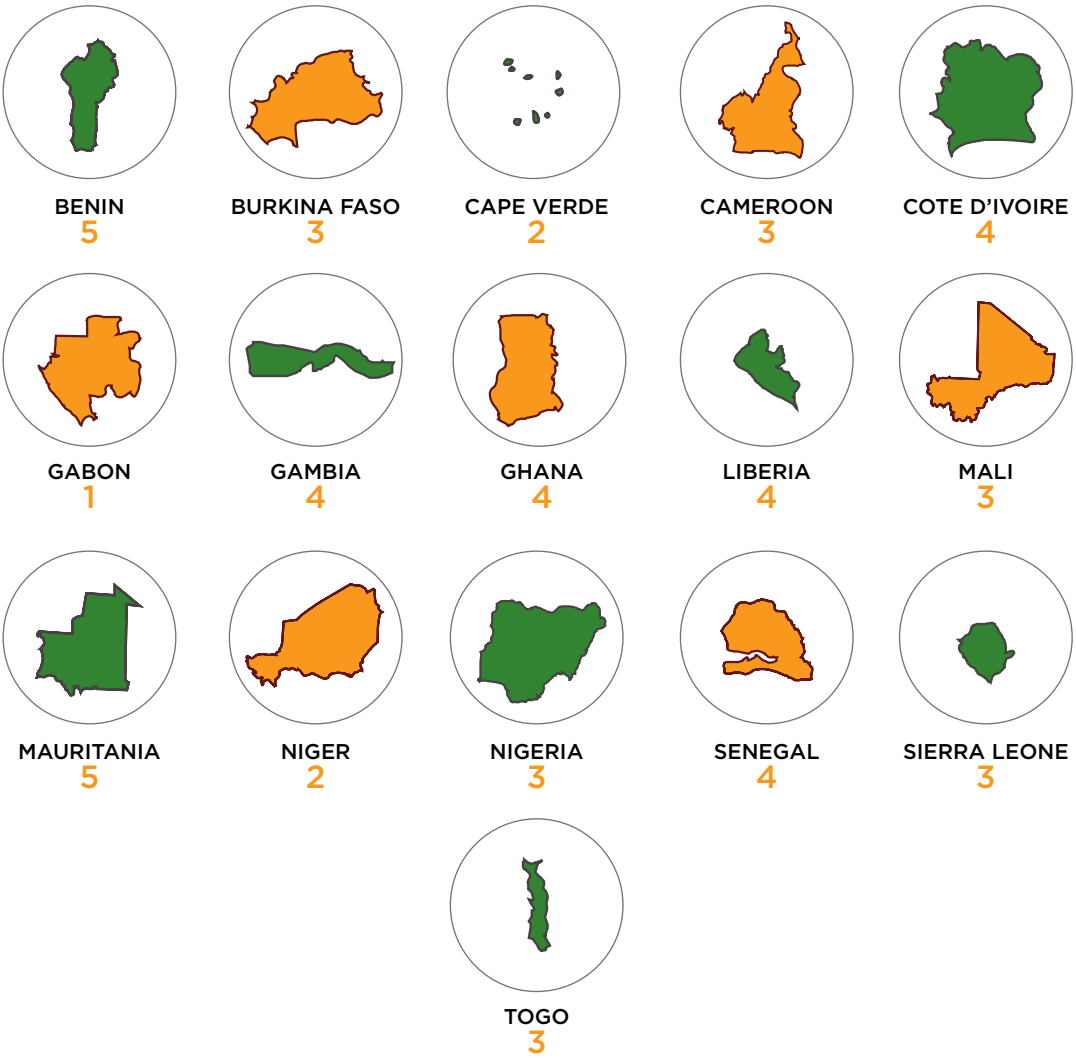 BENIN
5
BURKINA FASO
3
CAPE VERDE
2
CAMEROON
3
COTE D’IVOIRE
4
GABON
1
GAMBIA
4
GHANA
4
LIBERIA
4
MALI
3
MAURITANIA
5
NIGER
2
NIGERIA
3
SENEGAL
4
SIERRA LEONE
3
TOGO
3